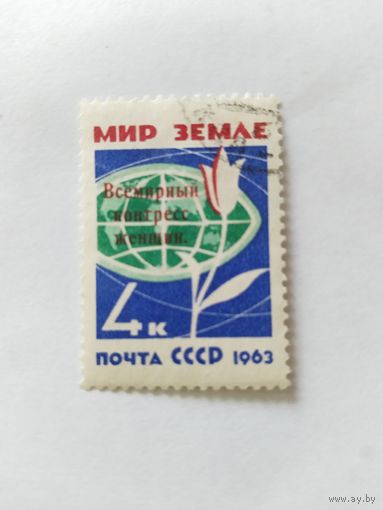 МИР ЗЕМЛЕ
Всемирный
конгресс
женщин.
4к
ПОЧТА СССР 1963
www.ay.by